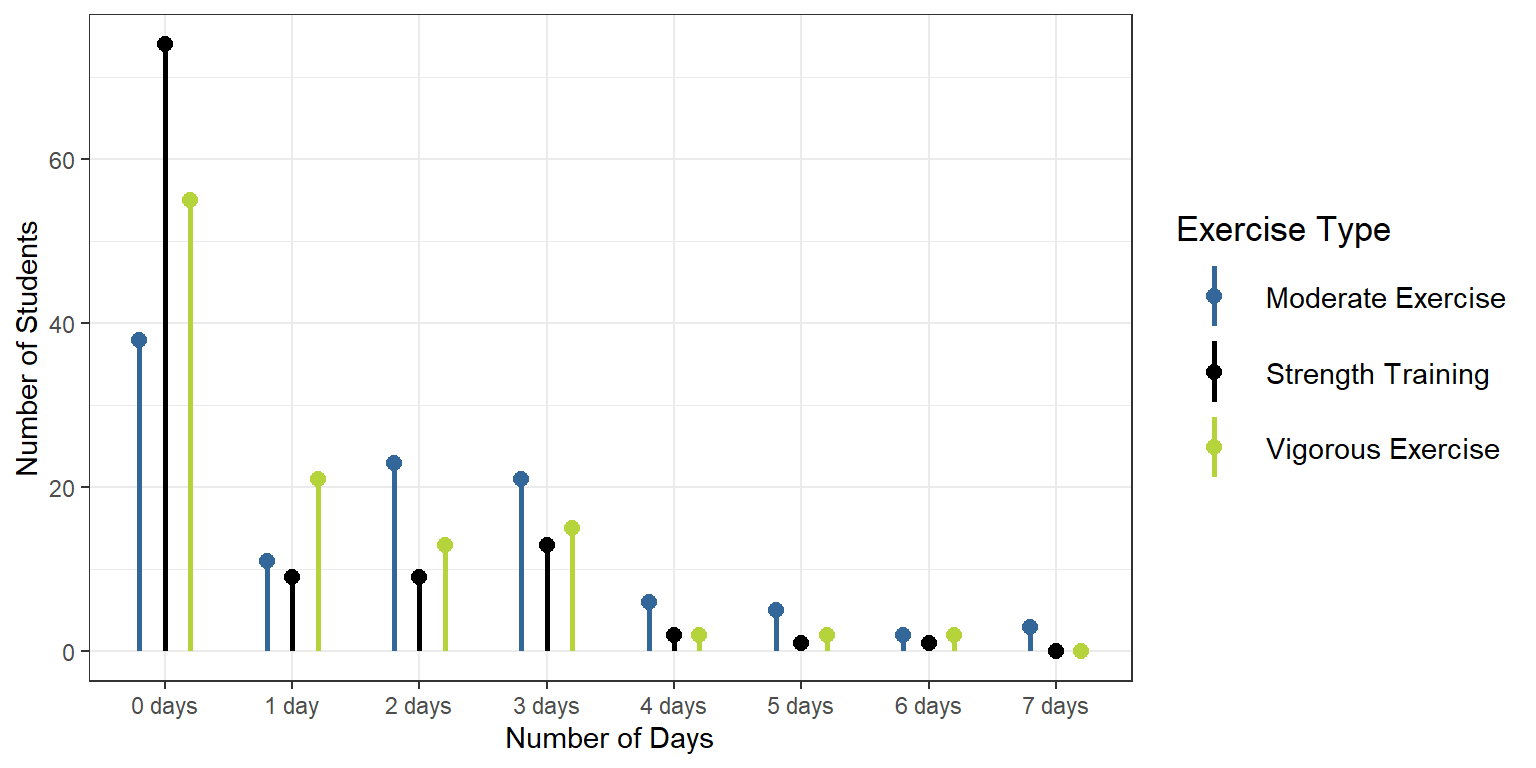 Number of Students
60
40
20
0
0 days
1 day
2 days
3 days
4 days
5 days
6 days
7 days
Number of Days
Exercise Type
Moderate Exercise
Strength Training
Vigorous Exercise